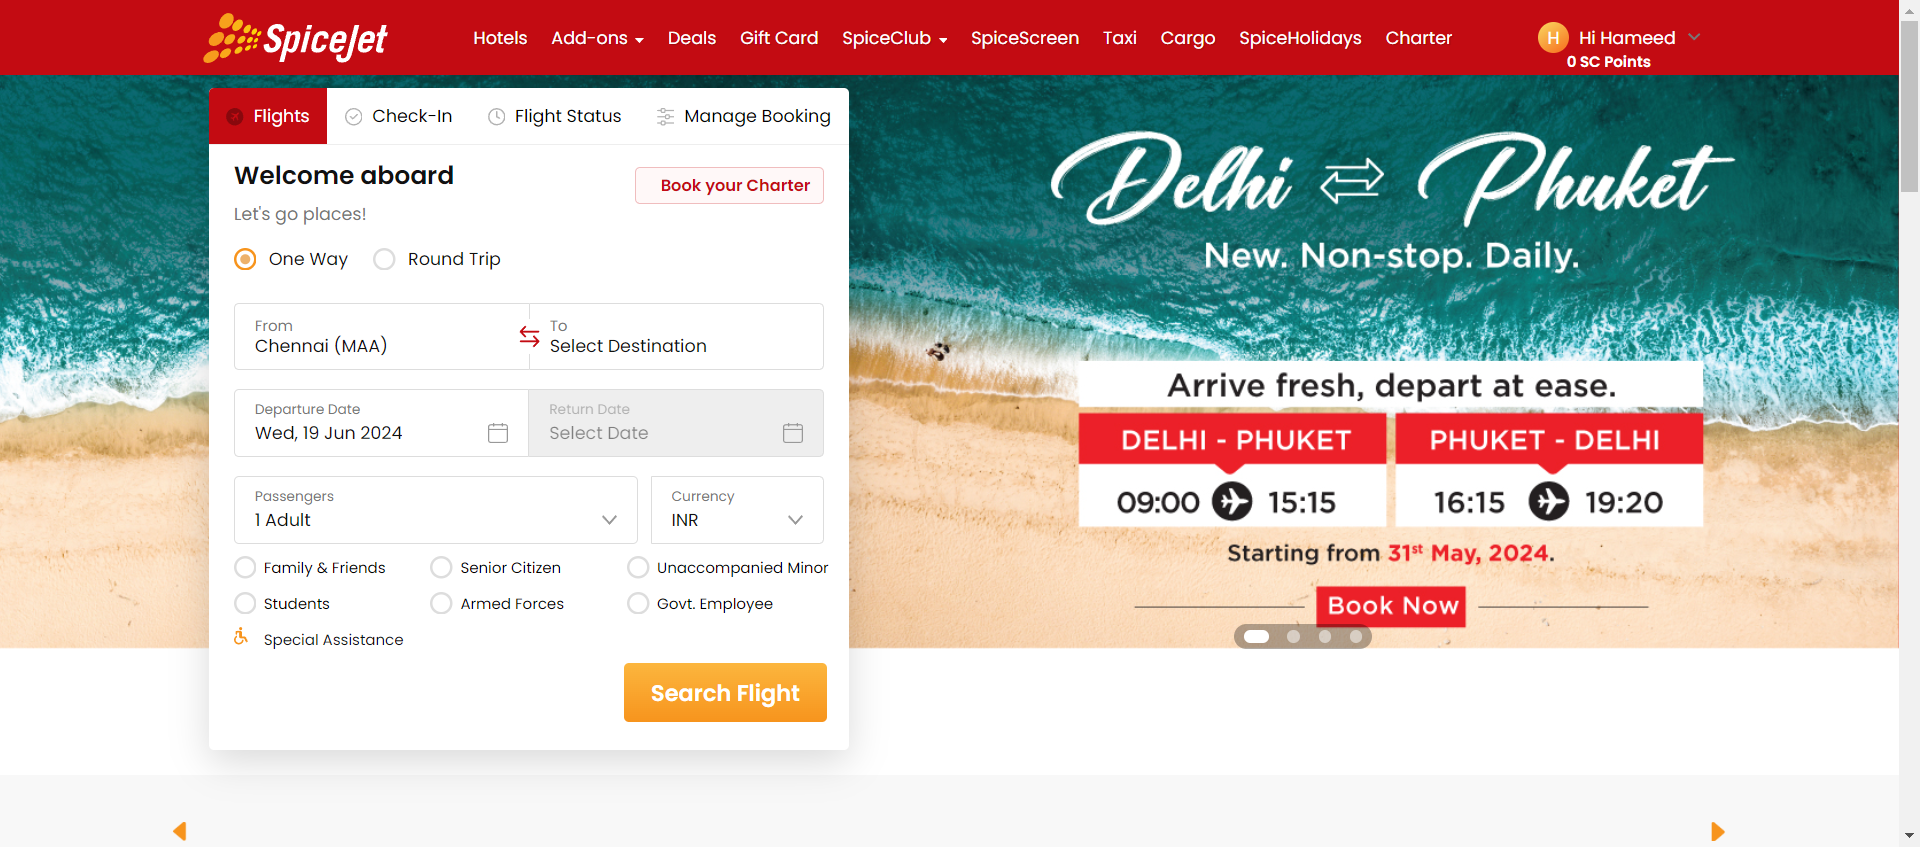 SpiceJet
Hotels Add-ons Deals Gift Card SpiceClub SpiceScreen Taxi Cargo SpiceHolidays Charter
H Hi Hameed
0 SC Points
Flights Check-In Flight Status Manage Booking
Welcome aboard
Book your Charter
Let's go places!
One Way Round Trip
From
Chennai (MAA)
To
Select Destination
Departure Date
Wed, 19 Jun 2024
Return Date
Select Date
Passengers
1 Adult
Currency
INR
Family & Friends Senior Citizen Unaccompanied Minor
Students Armed Forces Govt. Employee
Special Assistance
Search Flight
Delhi Phuket
New. Non-stop. Daily.
Arrive fresh, depart at ease.
DELHI - PHUKET
09:00 15:15
PHUKET - DELHI
16:15 19:20
Starting from 31st May, 2024.
Book Now